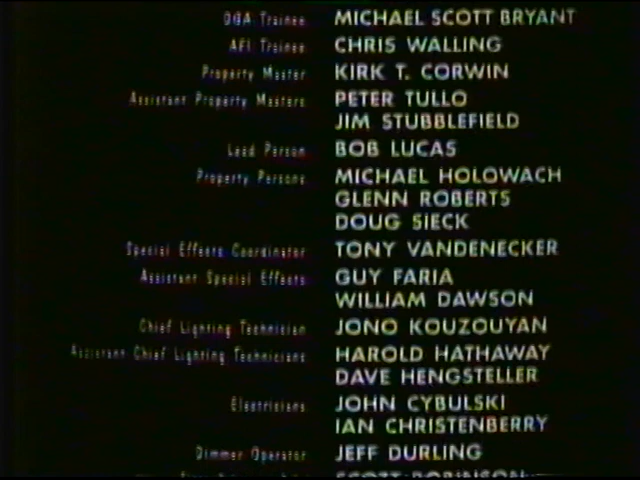 DGA Trainee MICHAEL SCOTT BRYANT
AFI Trainee CHRIS WALLING
Property Master KIRK T. CORWIN
Assistant Property Masters PETER TULLO
JIM STUBBLEFIELD
Lead Person BOB LUCAS
Property Persons MICHAEL HOLOWACH
GLENN ROBERTS
DOUG SIECK
Special Effects Coordinator TONY VANDENECKER
Assistant Special Effects GUY FARIA
WILLIAM DAWSON
Chief Lighting Technician JONO KOUZOUYAN
Assistant Chief Lighting Technicians HAROLD HATHAWAY
DAVE HENGSTELLER
Electricians JOHN CYBULSKI
IAN CHRISTENBERRY
Dimmer Operator JEFF DURLING
SCOTT ROBINSON